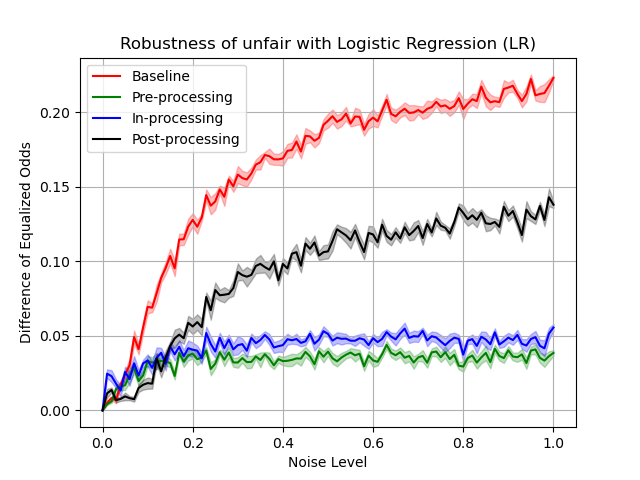 Robustness of unfair with Logistic Regression (LR)
Baseline
Pre-processing
In-processing
Post-processing
Difference of Equalized Odds
0.20
0.15
0.10
0.05
0.00
0.0 0.2 0.4 0.6 0.8 1.0
Noise Level